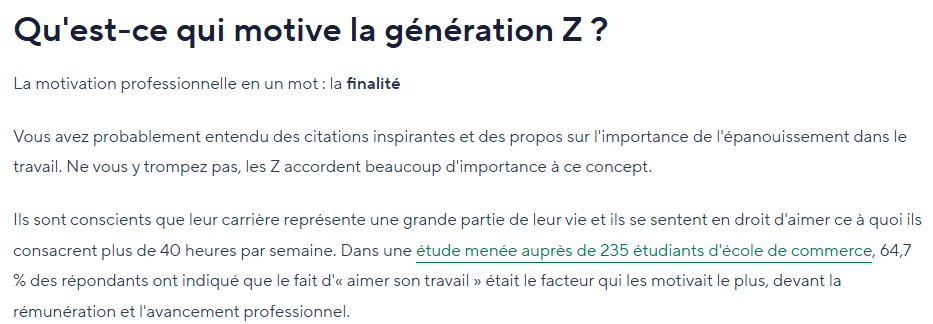 Qu'est-ce qui motive la génération Z ?
La motivation professionnelle en un mot : la finalité
Vous avez probablement entendu des citations inspirantes et des propos sur l'importance de l'épanouissement dans le
travail. Ne vous y trompez pas, les Z accordent beaucoup d'importance à ce concept.
Ils sont conscients que leur carrière représente une grande partie de leur vie et ils se sentent en droit d'aimer ce à quoi ils
consacrent plus de 40 heures par semaine. Dans une étude menée auprès de 235 étudiants d'école de commerce, 64,7
% des répondants ont indiqué que le fait d'« aimer son travail » était le facteur qui les motivait le plus, devant la
rémunération et l'avancement professionnel.